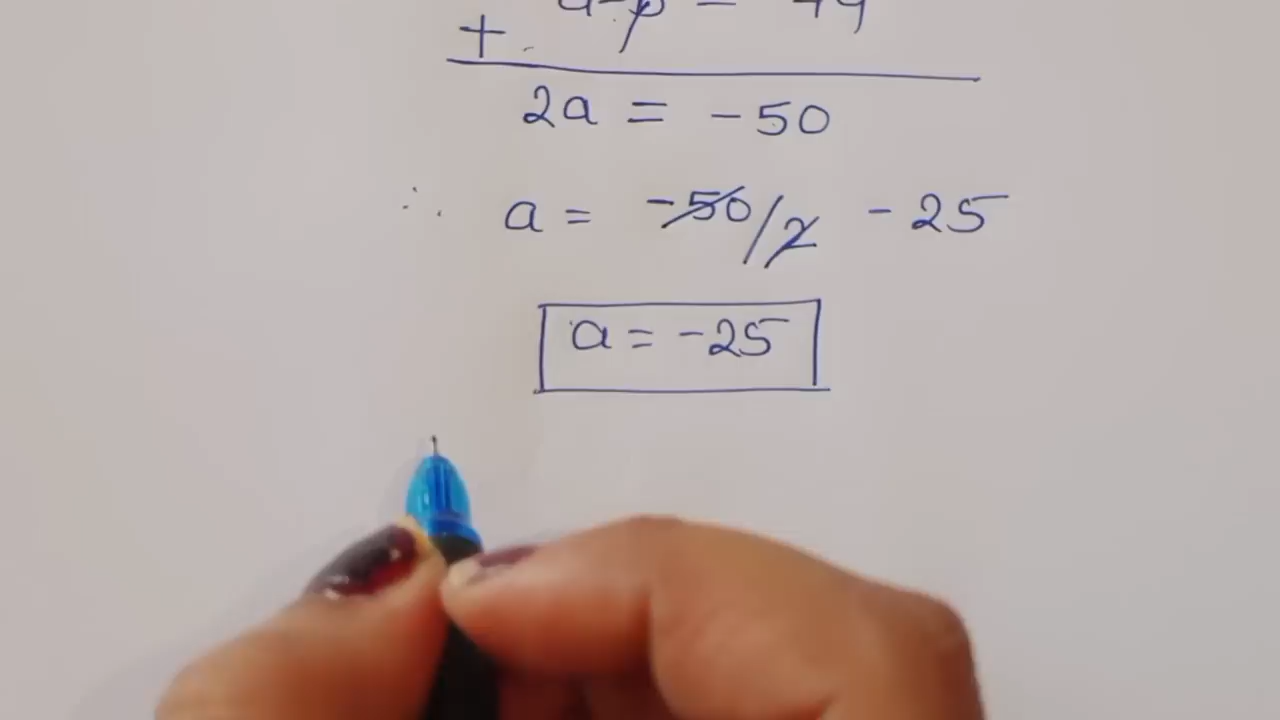 +
2a = -50
∴ a = -50/2 - 25
a = -25